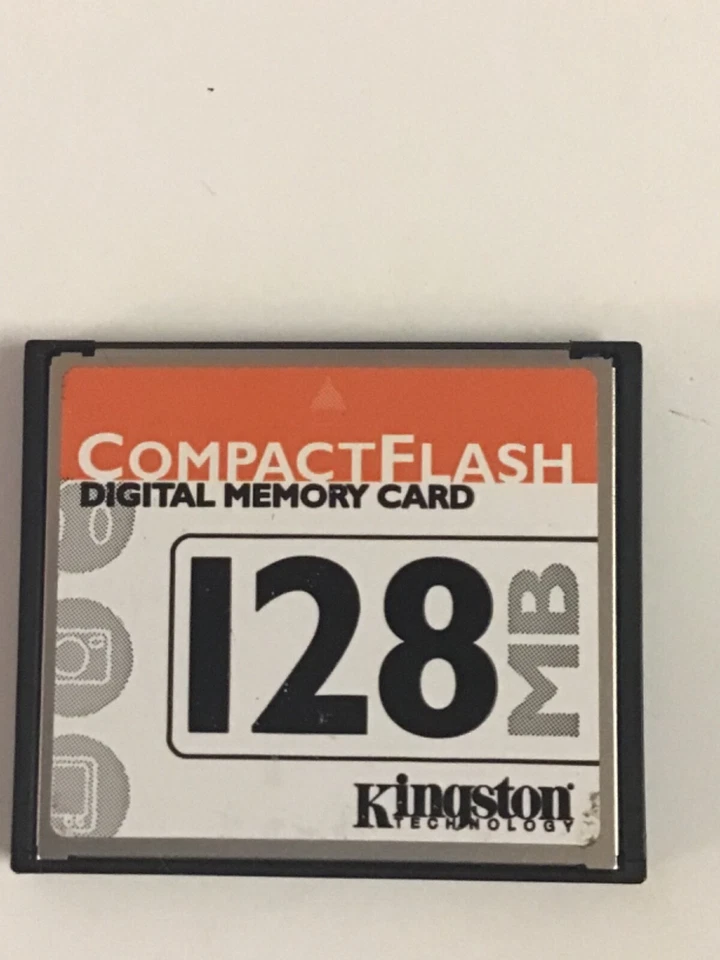 COMPACTFLASH
DIGITAL MEMORY CARD
128 MB
Kingston
TECHNOLOGY